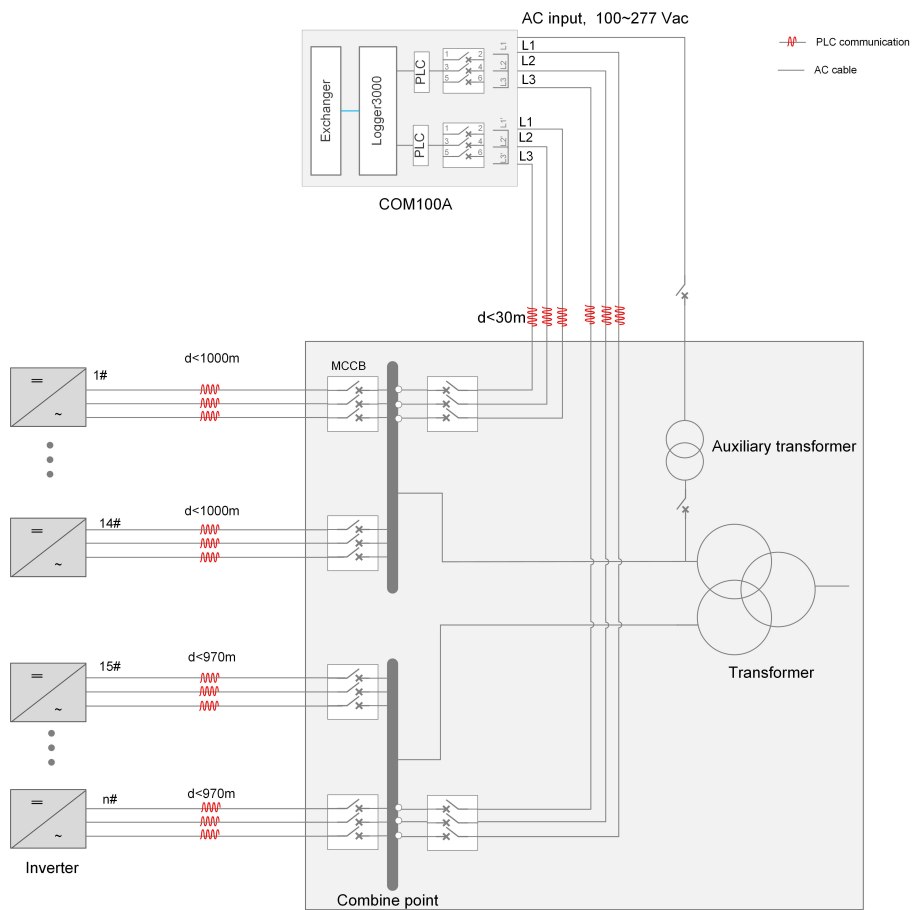 AC input, 100~277 Vac
PLC communication
AC cable
Exchanger
Logger3000
PLC
1 2
3 4
5 6
L1
L2
L3
L1
L2
L3
PLC
1 2
3 4
5 6
L1'
L2'
L3'
L1
L2
L3
COM100A
d<30m
d<1000m
MCCB
1#
=
~
Auxiliary transformer
d<1000m
14#
=
~
d<970m
15#
=
~
Transformer
d<970m
n#
=
~
Inverter
Combine point